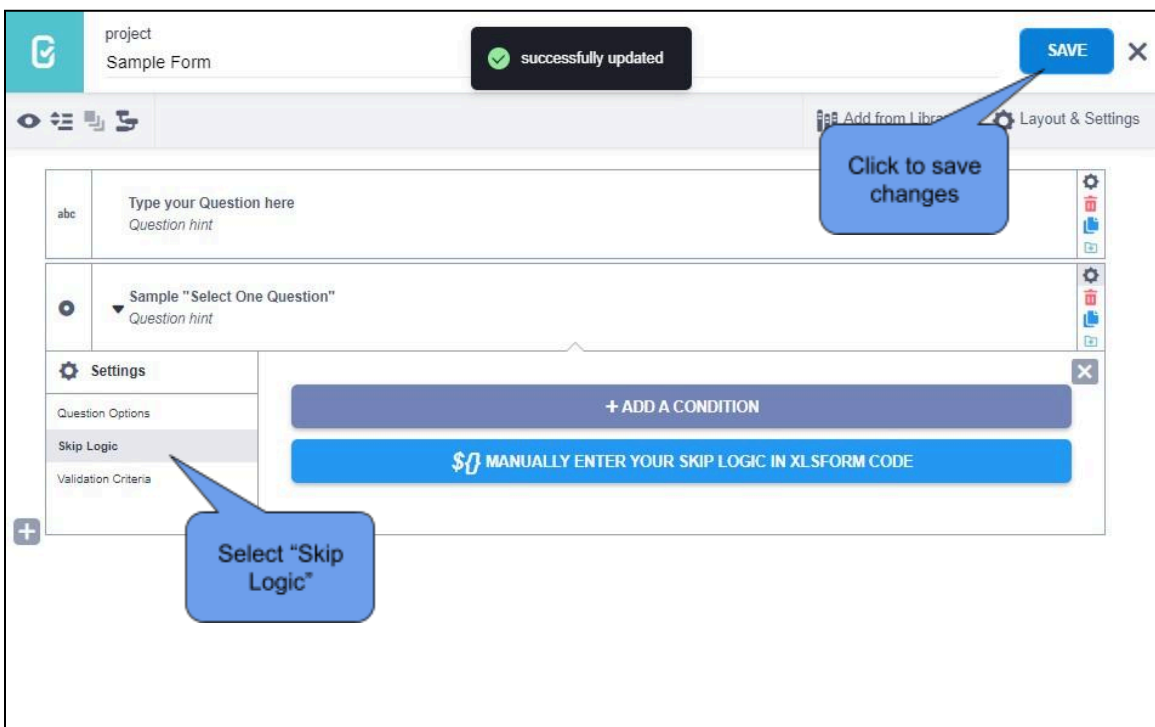 project
Sample Form
successfully updated
SAVE
Layout & Settings
Click to save
changes
abc
Type your Question here
Question hint
Sample "Select One Question"
Question hint
Settings
Question Options
Skip Logic
Validation Criteria
+ ADD A CONDITION
${} MANUALLY ENTER YOUR SKIP LOGIC IN XLSFORM CODE
Select “Skip
Logic”
Add from Libra